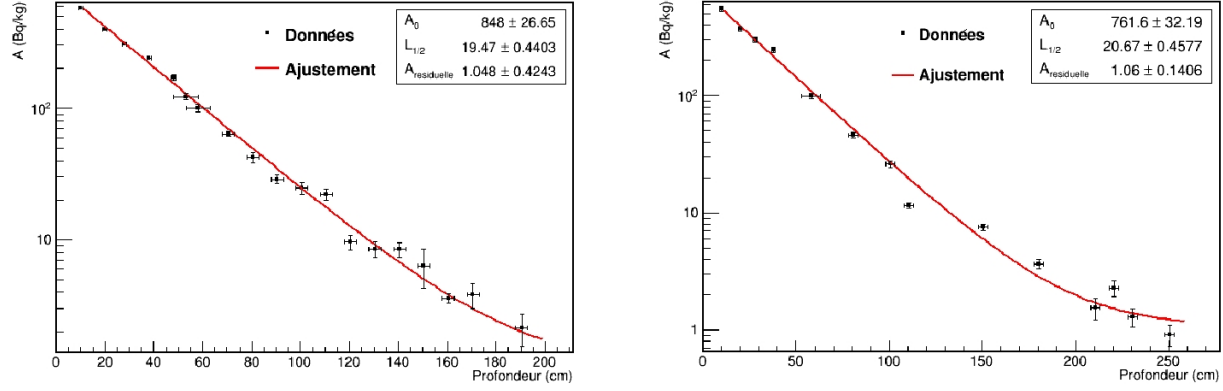 A (Bq/kg)
10²
10
Données
Ajustement
A₀ 848 ± 26.65
L₁/₂ 19.47 ± 0.4403
Aresiduelle 1.048 ± 0.4243
0 20 40 60 80 100 120 140 160 180 200
Profondeur (cm)
A (Bq/kg)
10²
10
1
Données
Ajustement
A₀ 761.6 ± 32.19
L₁/₂ 20.67 ± 0.4577
Aresiduelle 1.06 ± 0.1406
0 50 100 150 200 250
Profondeur (cm)